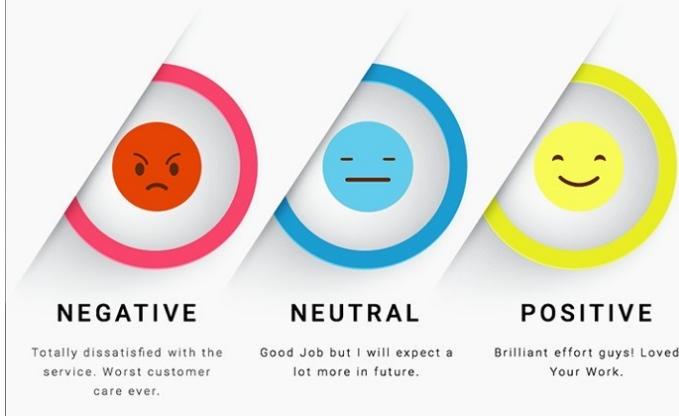 NEGATIVE
Totally dissatisfied with the
service. Worst customer
care ever.
NEUTRAL
Good Job but I will expect a
lot more in future.
POSITIVE
Brilliant effort guys! Loved
Your Work.